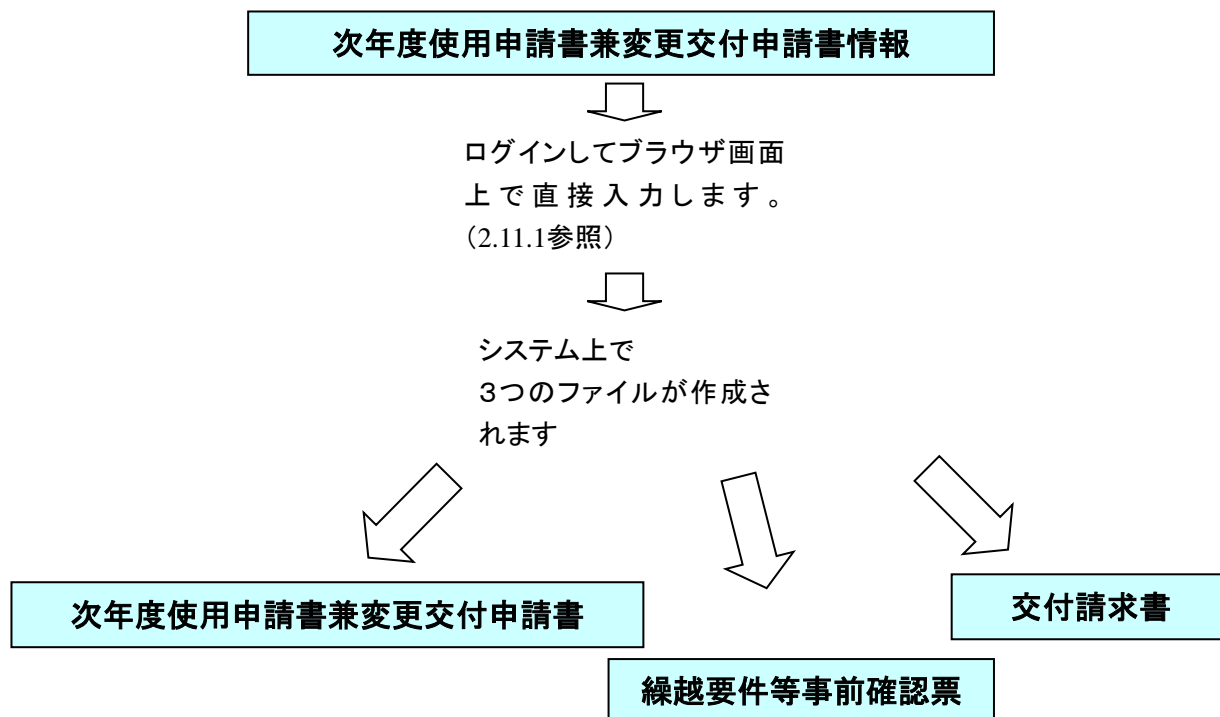 次年度使用申請書兼変更交付申請書情報
ログインしてブラウザ画面
上で直接入力します。
（2.11.1参照）
システム上で
３つのファイルが作成さ
れます
次年度使用申請書兼変更交付申請書
交付請求書
繰越要件等事前確認票